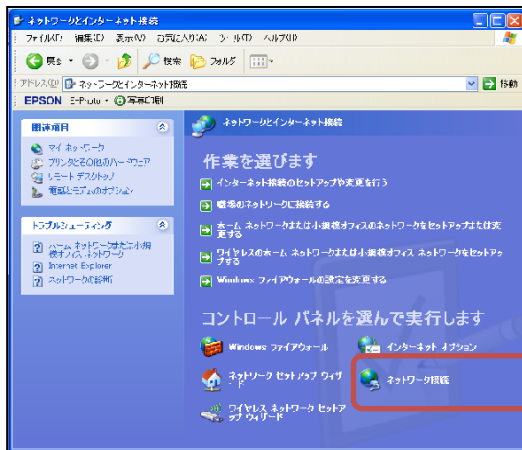 ネットワークとインターネット接続
ファイル(F) 編集(E) 表示(V) お気に入り(A) ツール(T) ヘルプ(H)
戻る 検索 フォルダ
アドレス(D) ネットワークとインターネット接続 移動
EPSON E-Photo 写真印刷
関連項目
マイ ネットワーク
プリンタとその他のハードウェア
リモート デスクトップ
電話とモデムのオプション
トラブルシューティング
ホーム ネットワークまたは小規
模オフィス ネットワーク
Internet Explorer
ネットワークの診断
ネットワークとインターネット接続
作業を選びます
インターネット接続のセットアップや変更を行う
職場のネットワークに接続する
ホーム ネットワークまたは小規模オフィスのネットワークをセットアップまたは変
更する
ワイヤレスのホーム ネットワークまたは小規模オフィス ネットワークをセットアッ
プする
Windows ファイアウォールの設定を変更する
コントロール パネルを選んで実行します
Windows ファイアウォール
インターネット オプション
ネットワーク セットアップ ウィザ
ード
ネットワーク接続
ワイヤレス ネットワーク セットア
ップ ウィザード